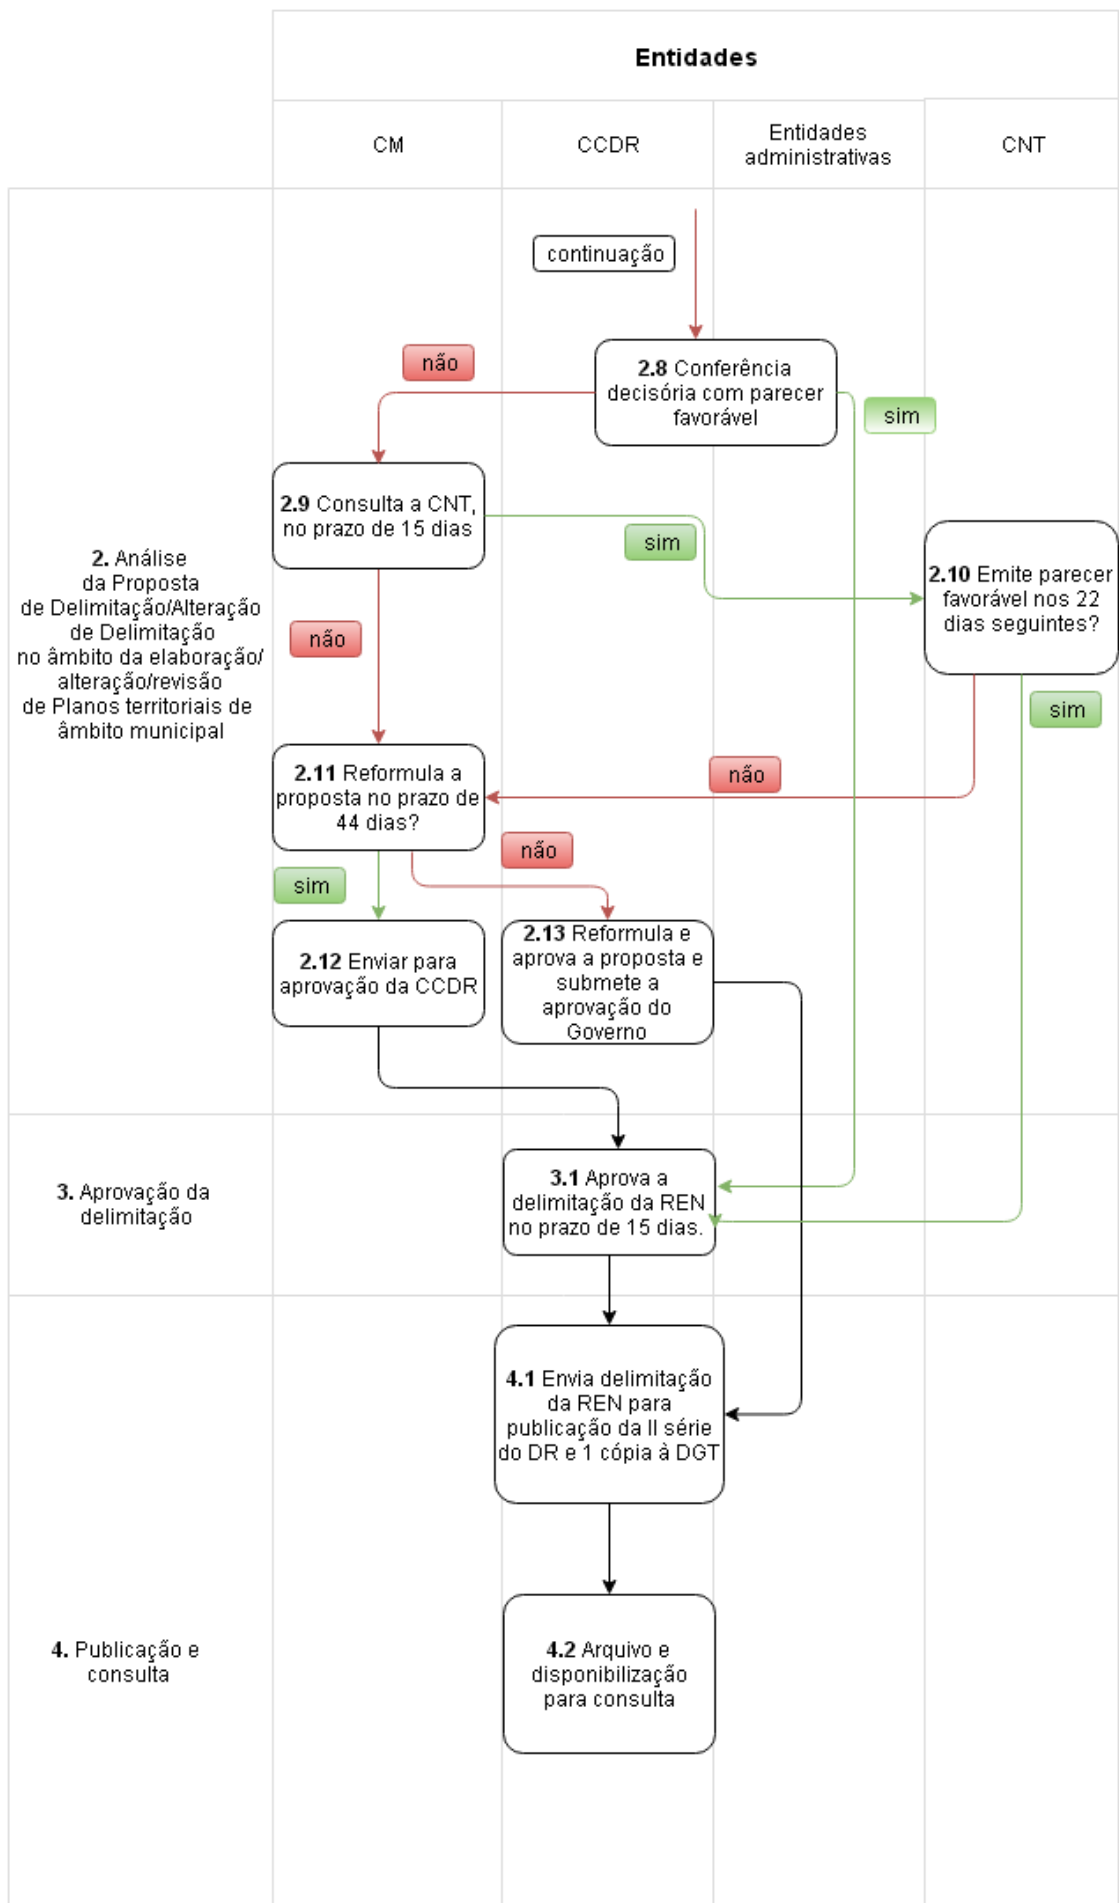 Entidades
CM
CCDR
Entidades
administrativas
CNT
continuação
2.8 Conferência
decisória com parecer
favorável
não
sim
2.9 Consulta a CNT,
no prazo de 15 dias
sim
2.10 Emite parecer
favorável nos 22
dias seguintes?
2. Análise
da Proposta
de Delimitação/Alteração
de Delimitação
no âmbito da elaboração/
alteração/revisão
de Planos territoriais de
âmbito municipal
não
sim
não
2.11 Reformula a
proposta no prazo de
44 dias?
não
sim
2.12 Enviar para
aprovação da CCDR
2.13 Reformula e
aprova a proposta e
submete a
aprovação do
Governo
3. Aprovação da
delimitação
3.1 Aprova a
delimitação da REN
no prazo de 15 dias.
4.1 Envia delimitação
da REN para
publicação da II série
do DR e 1 cópia à DGT
4. Publicação e
consulta
4.2 Arquivo e
disponibilização
para consulta